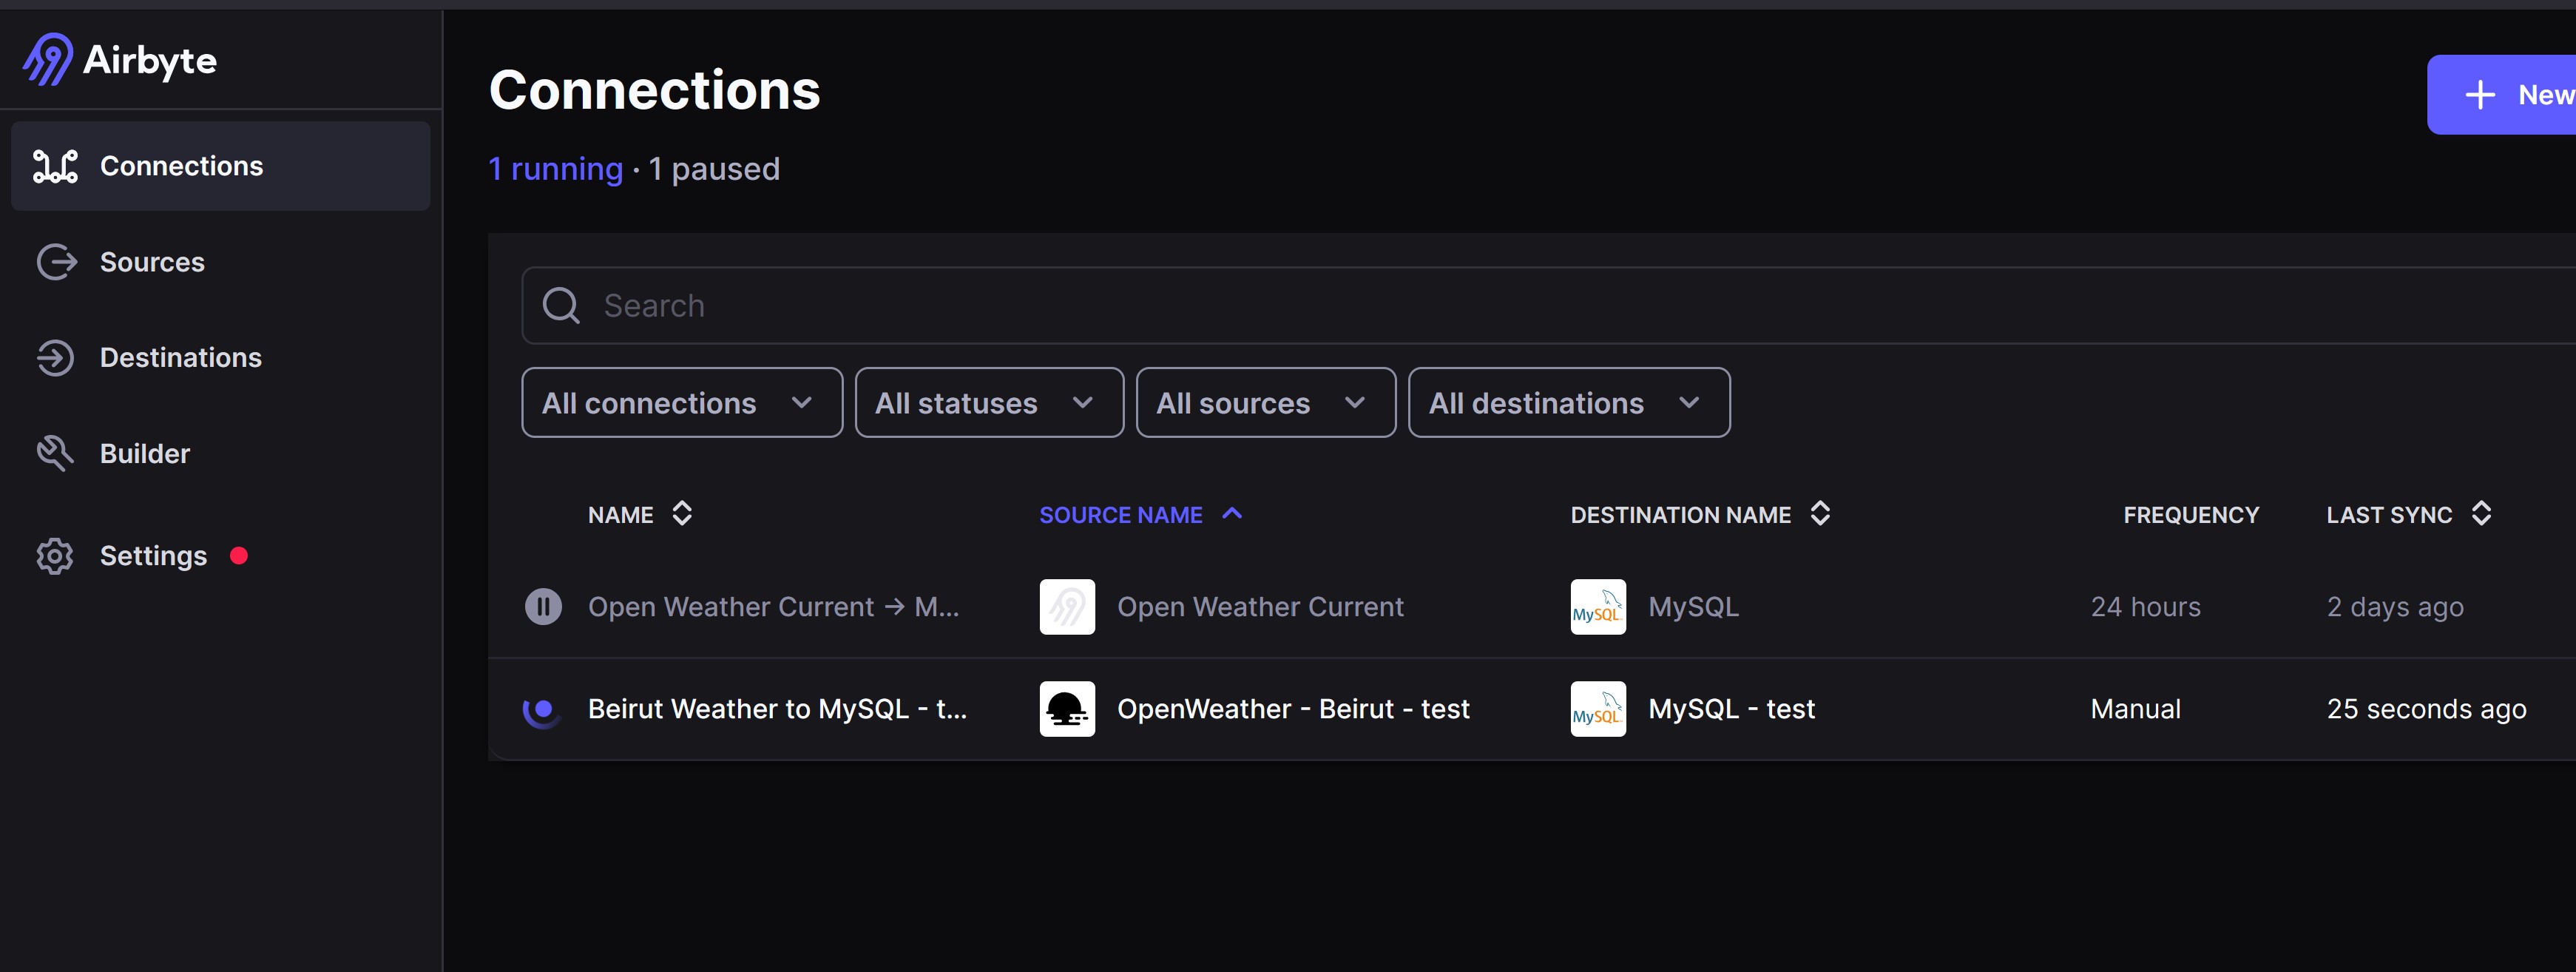 Airbyte
Connections
Sources
Destinations
Builder
Settings
Connections
+ New
1 running · 1 paused
Search
All connections All statuses All sources All destinations
NAME SOURCE NAME DESTINATION NAME FREQUENCY LAST SYNC
Open Weather Current → M... Open Weather Current MySQL MySQL 24 hours 2 days ago
Beirut Weather to MySQL - t... OpenWeather - Beirut - test MySQL MySQL - test Manual 25 seconds ago